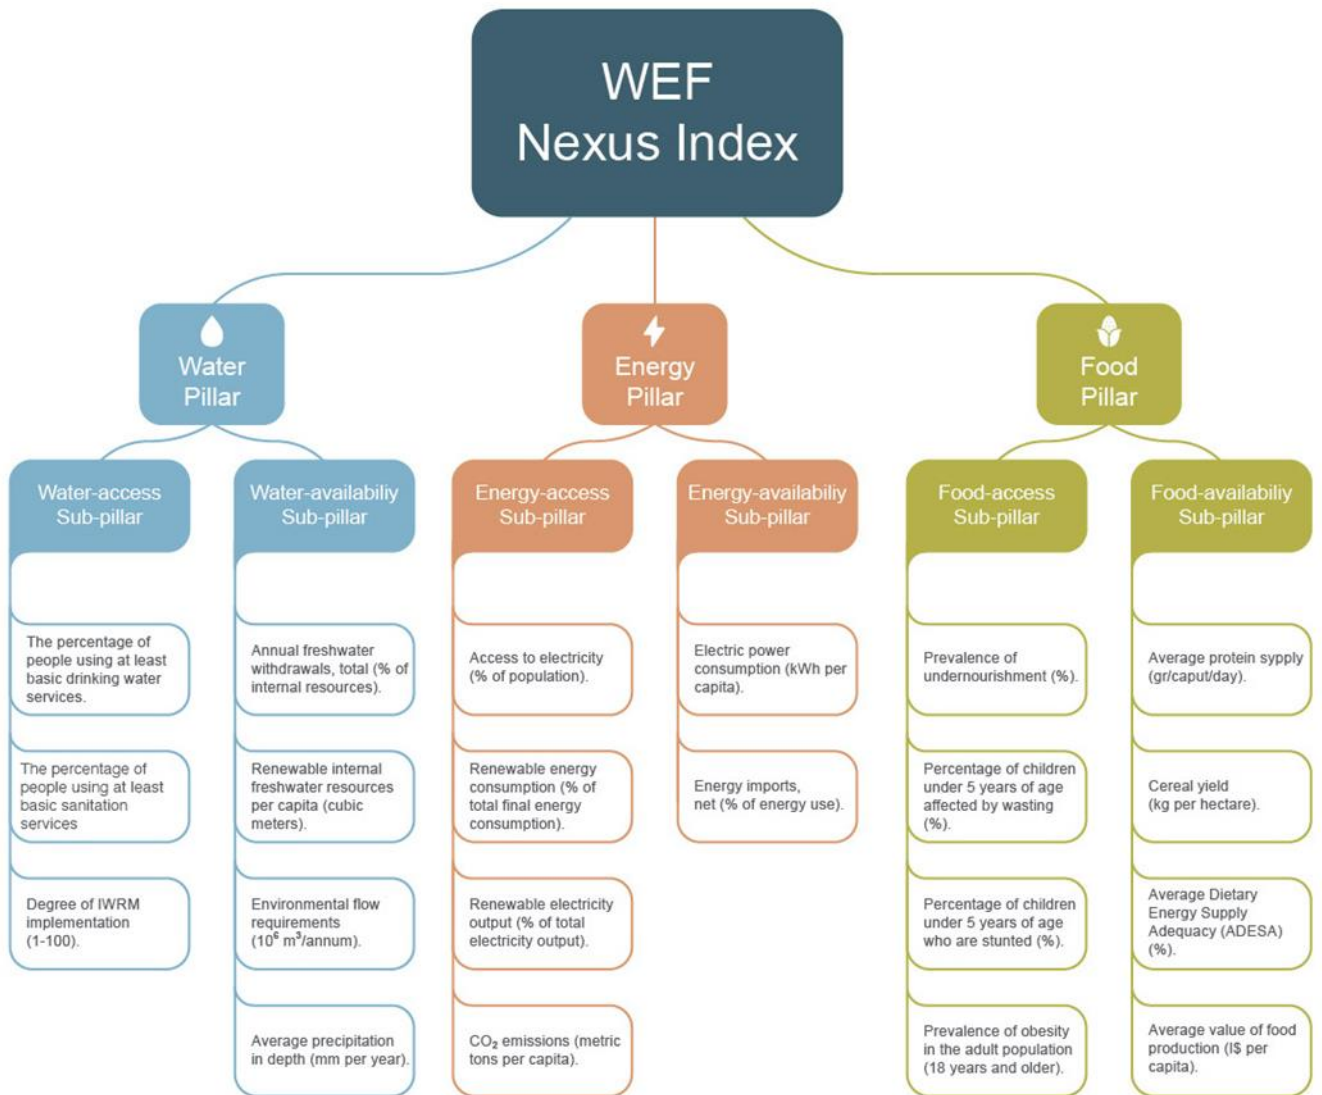 WEF
Nexus Index
Water
Pillar
Energy
Pillar
Food
Pillar
Water-access
Sub-pillar
Water-availabiliy
Sub-pillar
Energy-access
Sub-pillar
Energy-availabiliy
Sub-pillar
Food-access
Sub-pillar
Food-availabiliy
Sub-pillar
The percentage of
people using at least
basic drinking water
services.
The percentage of
people using at least
basic sanitation
services
Degree of IWRM
implementation
(1-100).
Annual freshwater
withdrawals, total (% of
internal resources).
Renewable internal
freshwater resources
per capita (cubic
meters).
Environmental flow
requirements
(10⁶ m³/annum).
Average precipitation
in depth (mm per year).
Access to electricity
(% of population).
Renewable energy
consumption (% of
total final energy
consumption).
Renewable electricity
output (% of total
electricity output).
CO₂ emissions (metric
tons per capita).
Electric power
consumption (kWh per
capita).
Energy imports,
net (% of energy use).
Prevalence of
undernourishment (%).
Percentage of children
under 5 years of age
affected by wasting
(%).
Percentage of children
under 5 years of age
who are stunted (%).
Prevalence of obesity
in the adult population
(18 years and older).
Average protein sypply
(gr/caput/day).
Cereal yield
(kg per hectare).
Average Dietary
Energy Supply
Adequacy (ADESA)
(%).
Average value of food
production (I$ per
capita).